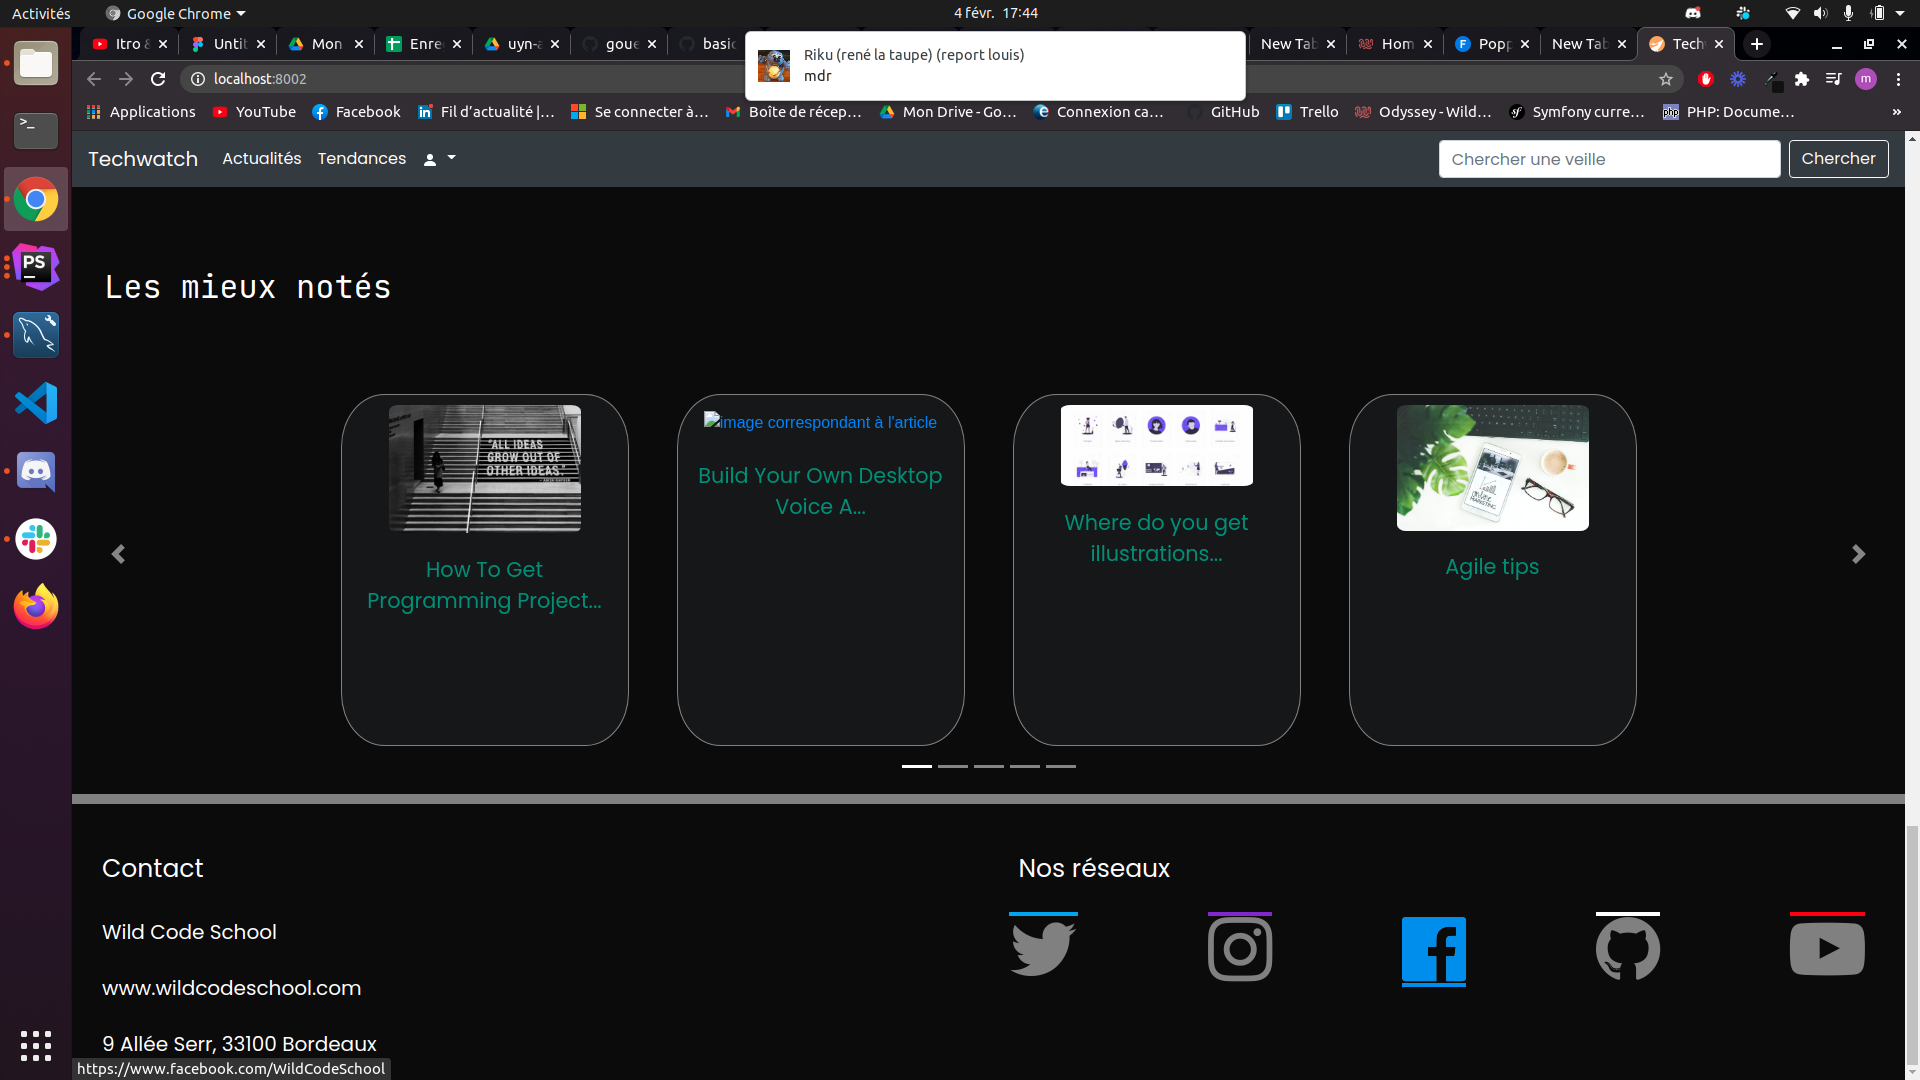 Activités
Google Chrome
4 févr. 17:44
Itro &
Untit
Mon
Enre
uyn-a
goue
basic
New Tab
Hom
Popp
New Tab
Tech
Riku (rené la taupe) (report louis)
mdr
localhost:8002
m
Applications
YouTube
Facebook
Fil d'actualité |...
Se connecter à...
Boîte de récep...
Mon Drive - Go...
Connexion ca...
GitHub
Trello
Odyssey - Wild...
Symfony curre...
php
PHP: Docume...
»
Techwatch
Actualités
Tendances
Chercher une veille
Chercher
PS
Les mieux notés
"ALL IDEAS
GROW OUT OF
OTHER IDEAS."
How To Get
Programming Project...
image correspondant à l'article
Build Your Own Desktop
Voice A...
Where do you get
illustrations...
online
MARKETING
Agile tips
Contact
Wild Code School
www.wildcodeschool.com
9 Allée Serr, 33100 Bordeaux
Nos réseaux
https://www.facebook.com/WildCodeSchool